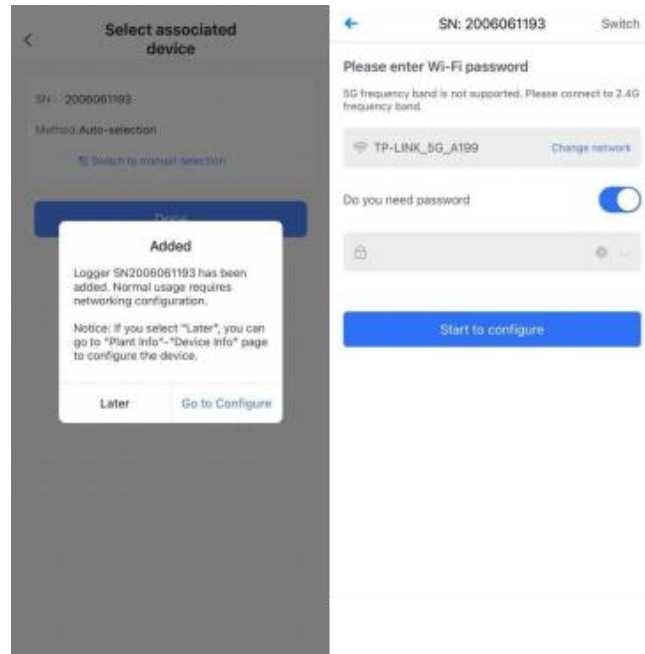 Select associated
device
SN: 2006061193
Method: Auto-selection
Switch to manual-selection
Done
Added
Logger SN2006061193 has been
added. Normal usage requires
networking configuration.
Notice: If you select "Later", you can
go to "Plant Info"-"Device Info" page
to configure the device.
Later
Go to Configure
SN: 2006061193
Switch
Please enter Wi-Fi password
5G frequency band is not supported. Please connect to 2.4G
frequency band.
TP-LINK_5G_A199
Change network
Do you need password
Start to configure